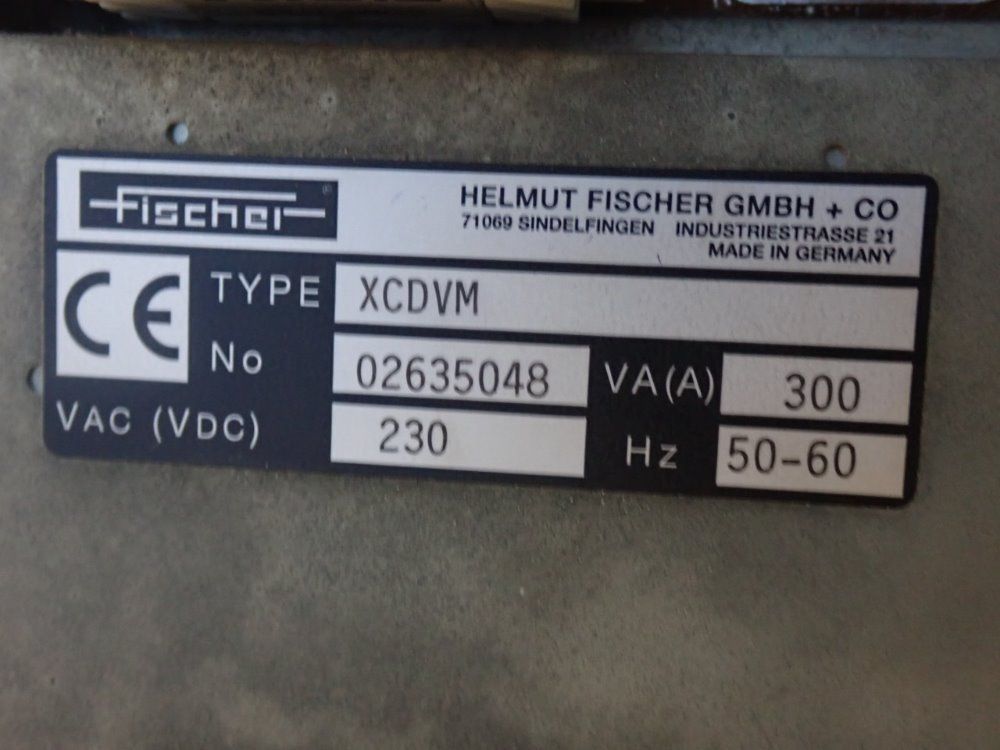 Fischer®
HELMUT FISCHER GMBH + CO
71069 SINDELFINGEN INDUSTRIESTRASSE 21
MADE IN GERMANY
CE
TYPE XCDVM
No 02635048 VA(A) 300
VAC (VDC) 230 Hz 50-60